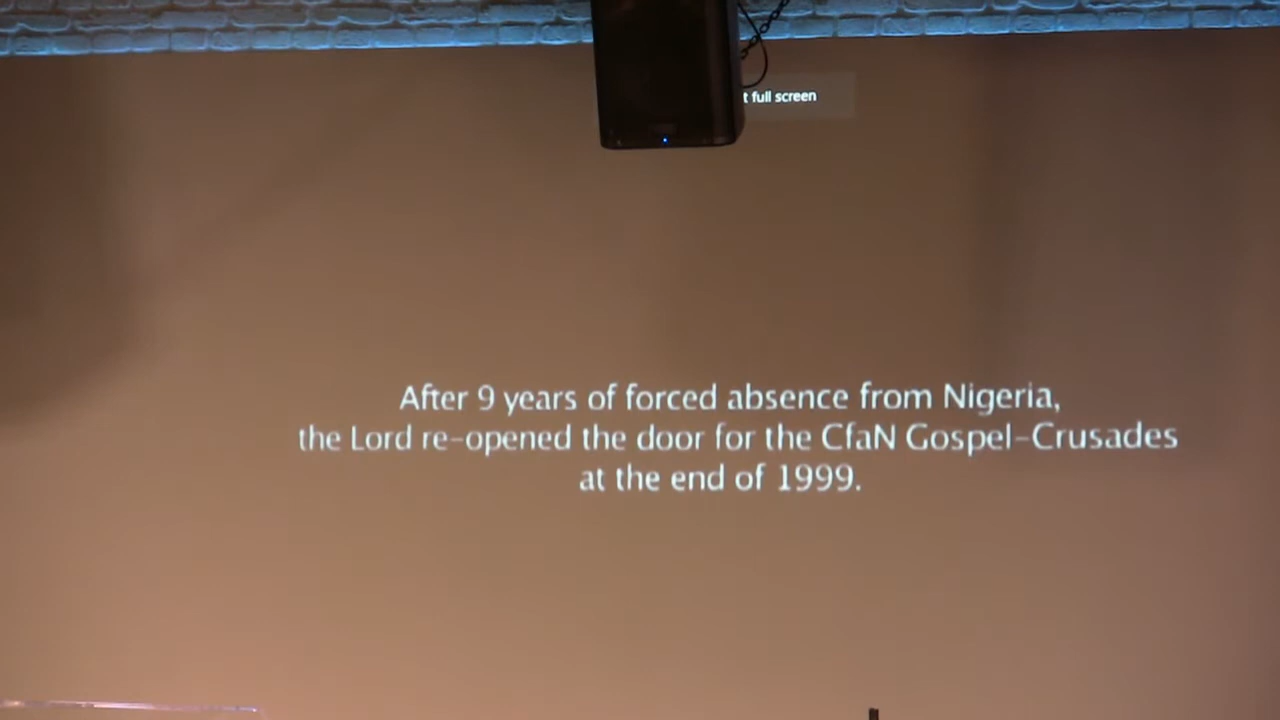 full screen
After 9 years of forced absence from Nigeria,
the Lord re-opened the door for the CfaN Gospel-Crusades
at the end of 1999.